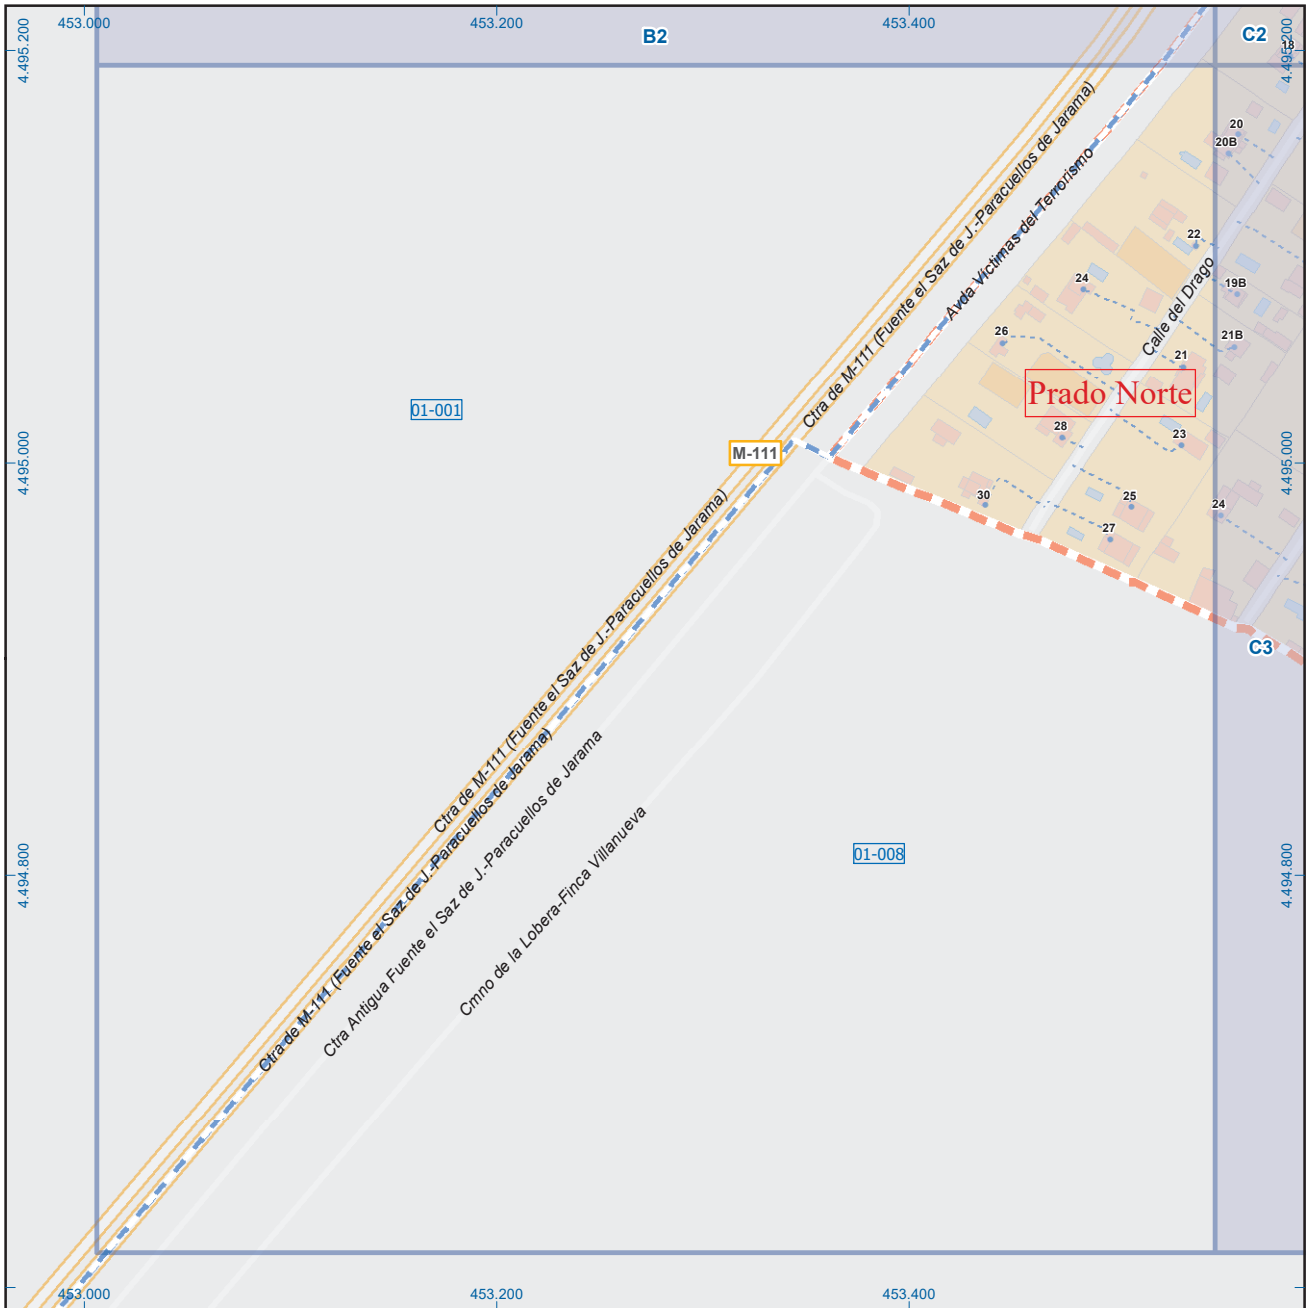 453.000
453.200
453.400
4.495.200
B2
C2
4.495.200
18
20
20B
22
24
19B
26
21B
21
Calle del Drago
Avda Víctimas del Terrorismo
Ctra de M-111 (Fuente el Saz de J.-Paracuellos de Jarama)
Prado Norte
01-001
28
23
M-111
4.495.000
4.495.000
30
25
24
27
Ctra de M-111 (Fuente el Saz de J.-Paracuellos de Jarama)
C3
Ctra de M-111 (Fuente el Saz de J.-Paracuellos de Jarama)
Ctra Antigua Fuente el Saz de J.-Paracuellos de Jarama
Cmno de la Lobera-Finca Villanueva
01-008
4.494.800
4.494.800
453.000
453.200
453.400